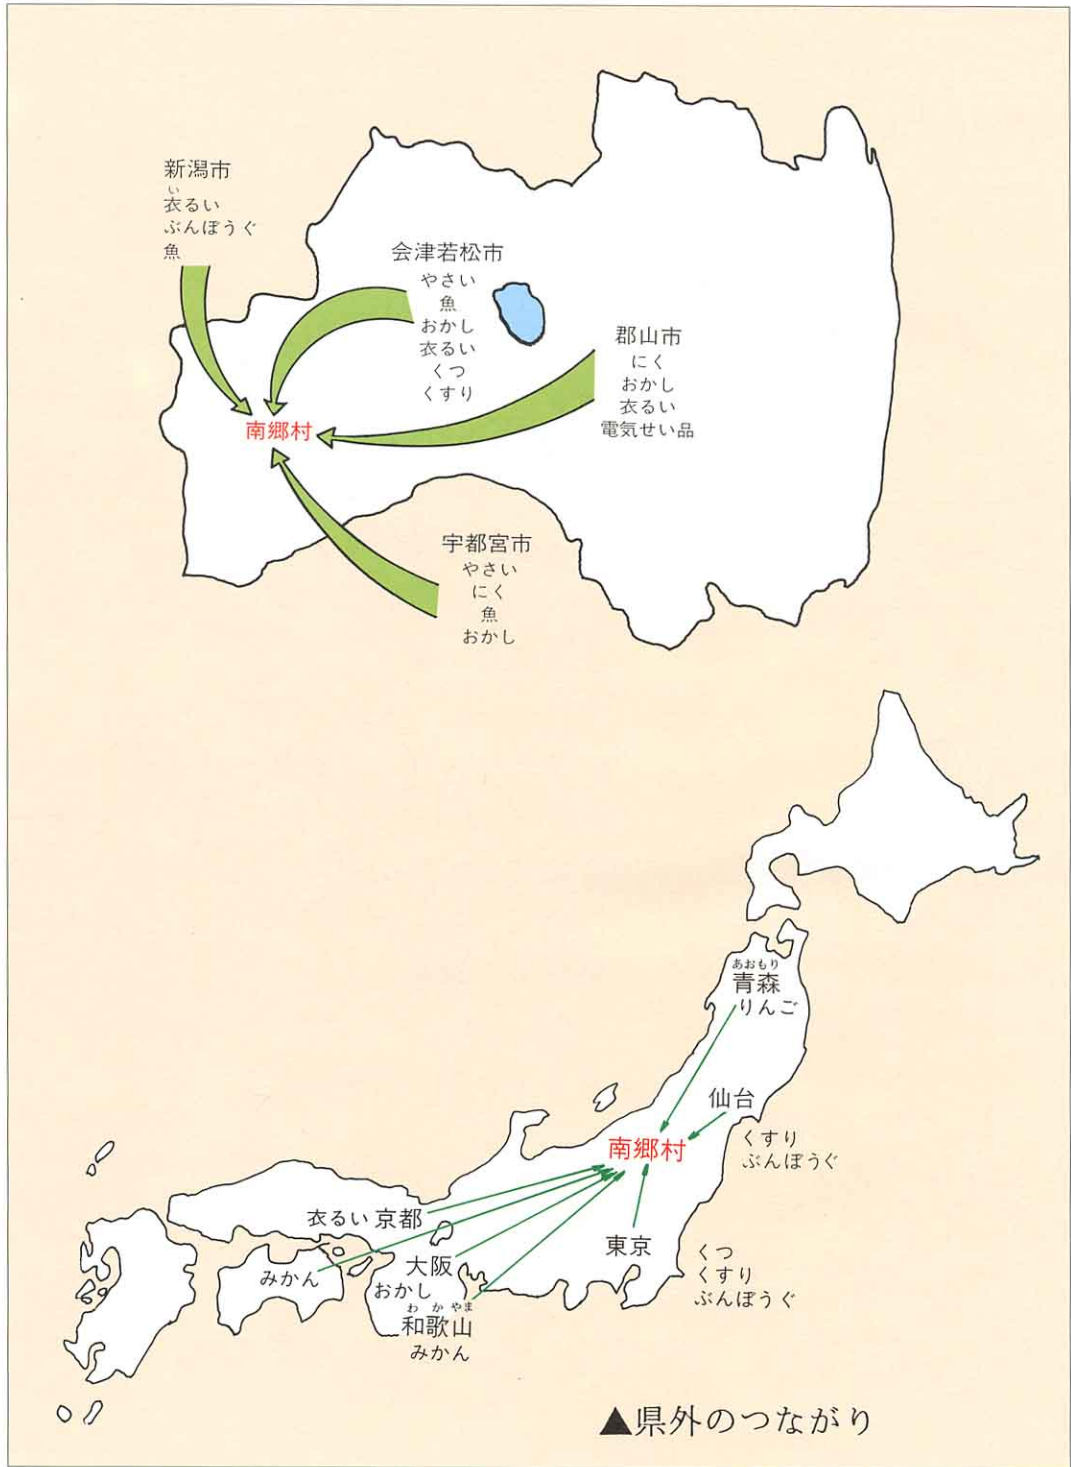 新潟市
い
衣るい
ぶんぽうぐ
魚
会津若松市
やさい
魚
おかし
衣るい
くつ
くすり
郡山市
にく
おかし
衣るい
電気せい品
南郷村
宇都宮市
やさい
にく
魚
おかし
あおもり
青森
りんご
仙台
くすり
ぶんぽうぐ
南郷村
衣るい 京都
東京
くつ
くすり
ぶんぽうぐ
みかん
大阪
おかし
わかやま
和歌山
みかん
▲県外のつながり